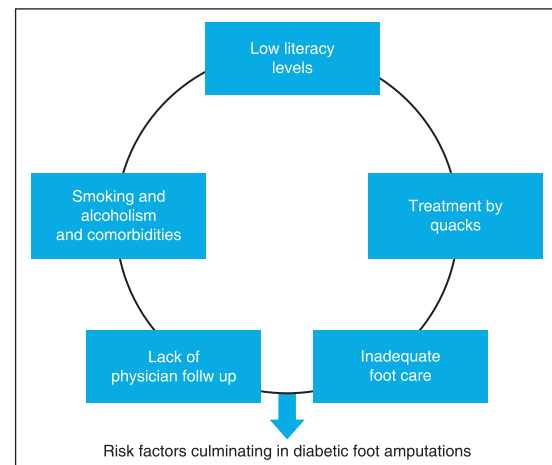 Low literacy
levels
Smoking and
alcoholism
and comorbidities
Treatment by
quacks
Lack of
physician follw up
Inadequate
foot care
Risk factors culminating in diabetic foot amputations